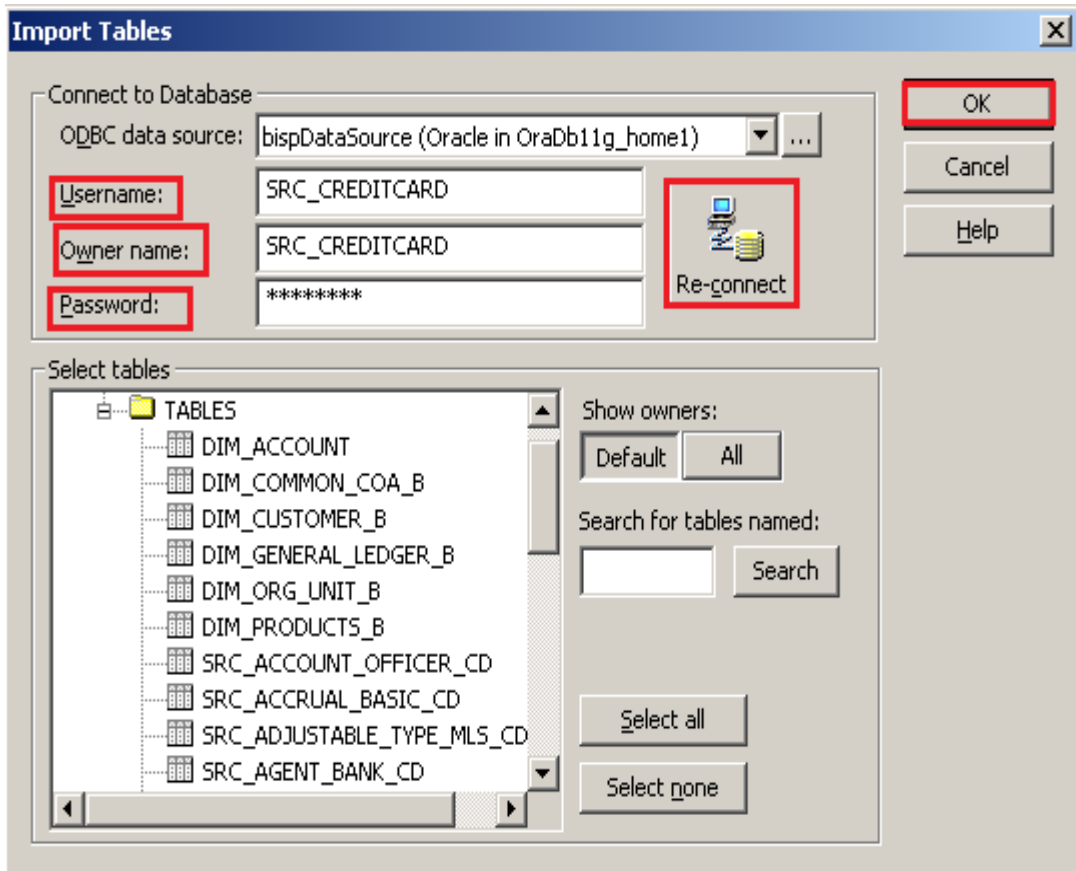 Import Tables
Connect to Database
ODBC data source: bispDataSource (Oracle in OraDb11g_home1) ...
Username: SRC_CREDITCARD
Owner name: SRC_CREDITCARD
Password: ********
Re-connect
OK
Cancel
Help
Select tables
TABLES
DIM_ACCOUNT
DIM_COMMON_COA_B
DIM_CUSTOMER_B
DIM_GENERAL_LEDGER_B
DIM_ORG_UNIT_B
DIM_PRODUCTS_B
SRC_ACCOUNT_OFFICER_CD
SRC_ACCRUAL_BASIC_CD
SRC_ADJUSTABLE_TYPE_MLS_CD
SRC_AGENT_BANK_CD
Show owners:
Default All
Search for tables named:
Search
Select all
Select none